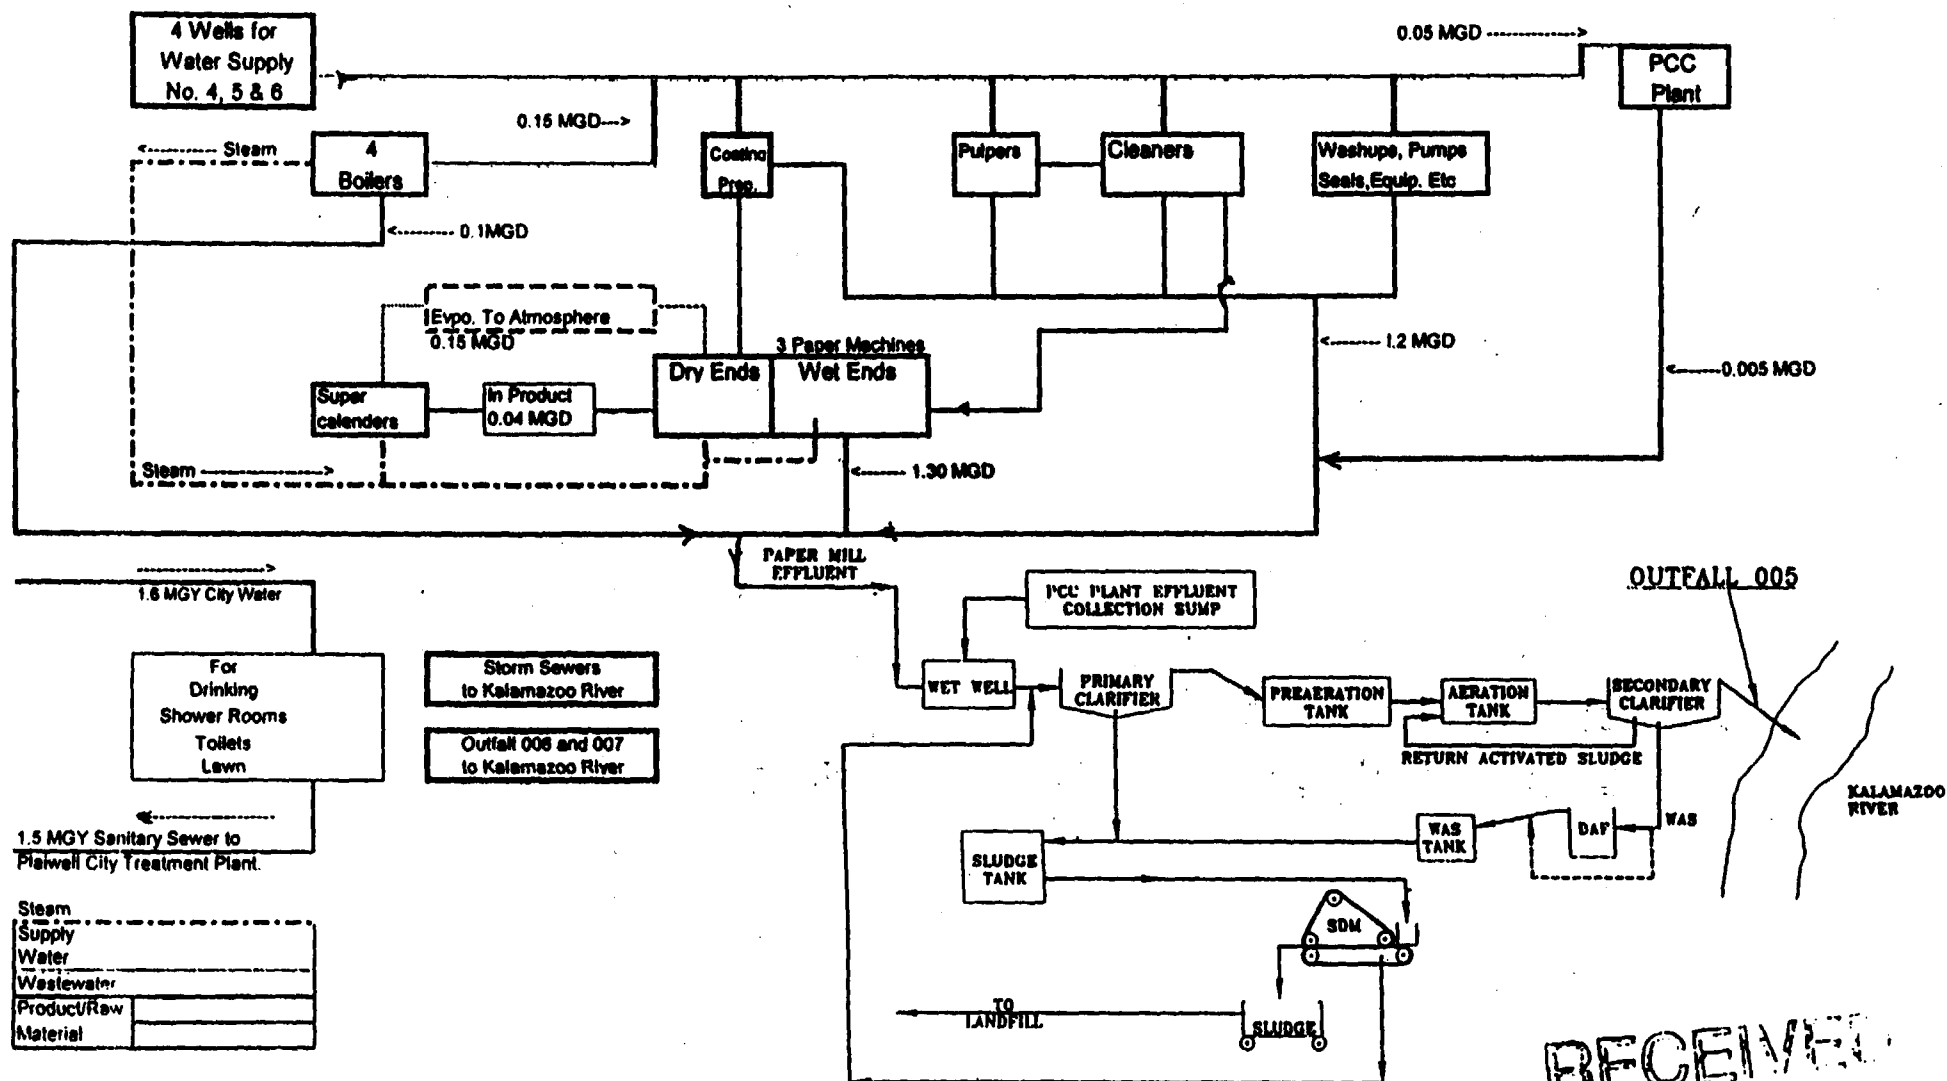 4 Wells for
Water Supply
No. 4, 5 & 6
0.05 MGD
PCC
Plant
0.15 MGD
Steam
4
Boilers
Coating
Prep.
Pulpers
Cleaners
Washups, Pumps
Seals, Equip. Etc
0.1MGD
Evpo. To Atmosphere
0.15 MGD
3 Paper Machines
Dry Ends
Wet Ends
1.2 MGD
0.005 MGD
Super
calenders
In Product
0.04 MGD
Steam
1.30 MGD
PAPER MILL
EFFLUENT
1.6 MGY City Water
PCC PLANT EFFLUENT
COLLECTION SUMP
OUTFALL 005
For
Drinking
Shower Rooms
Toilets
Lawn
Storm Sewers
to Kalamazoo River
Outfall 006 and 007
to Kalamazoo River
WET WELL
PRIMARY
CLARIFIER
PREAERATION
TANK
AERATION
TANK
SECONDARY
CLARIFIER
RETURN ACTIVATED SLUDGE
KALAMAZOO
RIVER
1.5 MGY Sanitary Sewer to
Plaiwell City Treatment Plant.
SLUDGE
TANK
WAS
TANK
DAF
WAS
SDM
Steam
Supply
Water
Wastewater
Product/Raw
Material
TO
LANDFILL
SLUDGE
RECEIVED